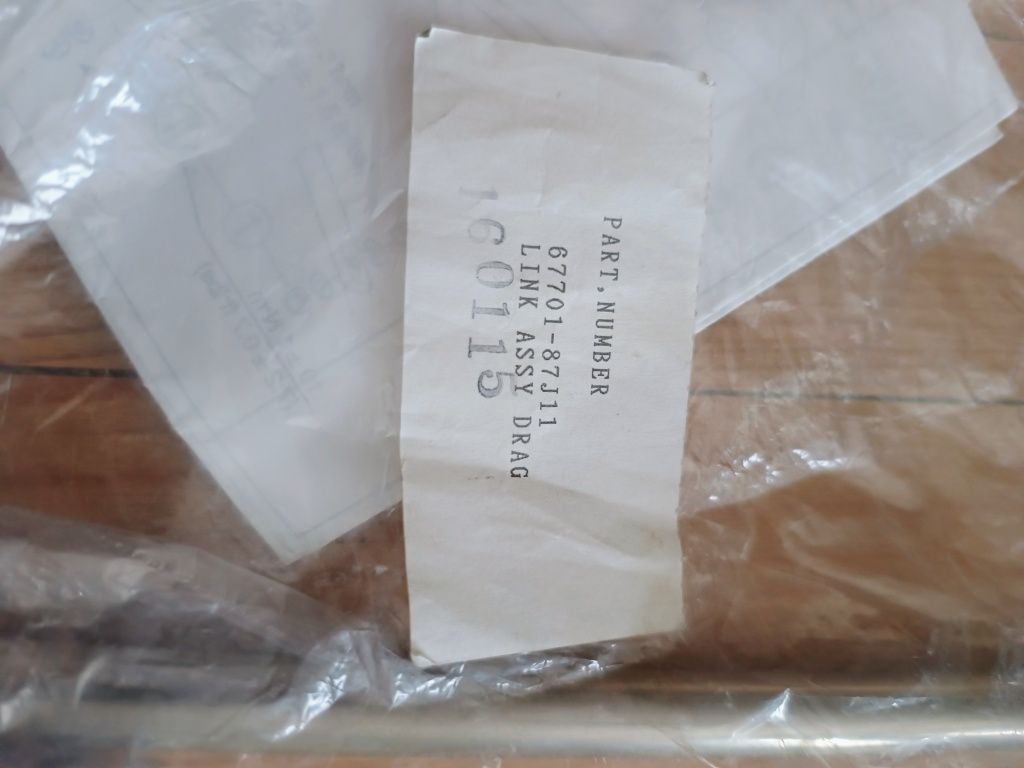 PART.NUMBER
67701-87J11
LINK ASSY DRAG
160115